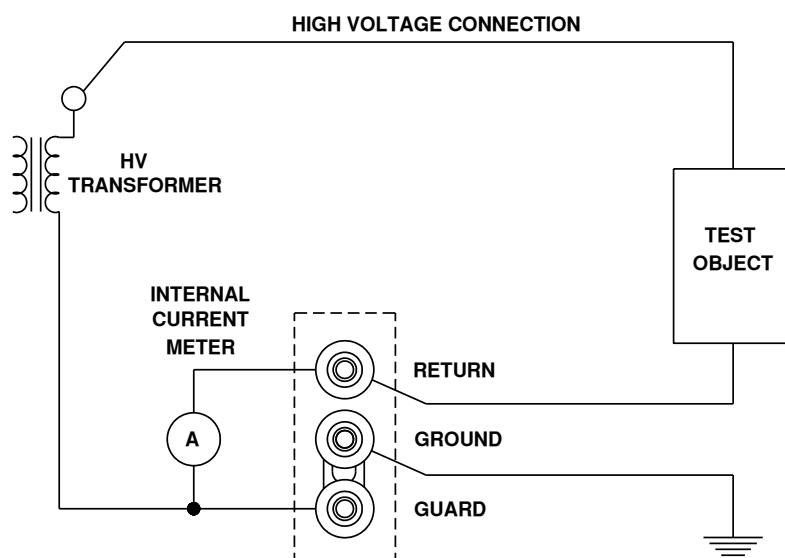 HIGH VOLTAGE CONNECTION
HV
TRANSFORMER
TEST
OBJECT
INTERNAL
CURRENT
METER
RETURN
A
GROUND
GUARD